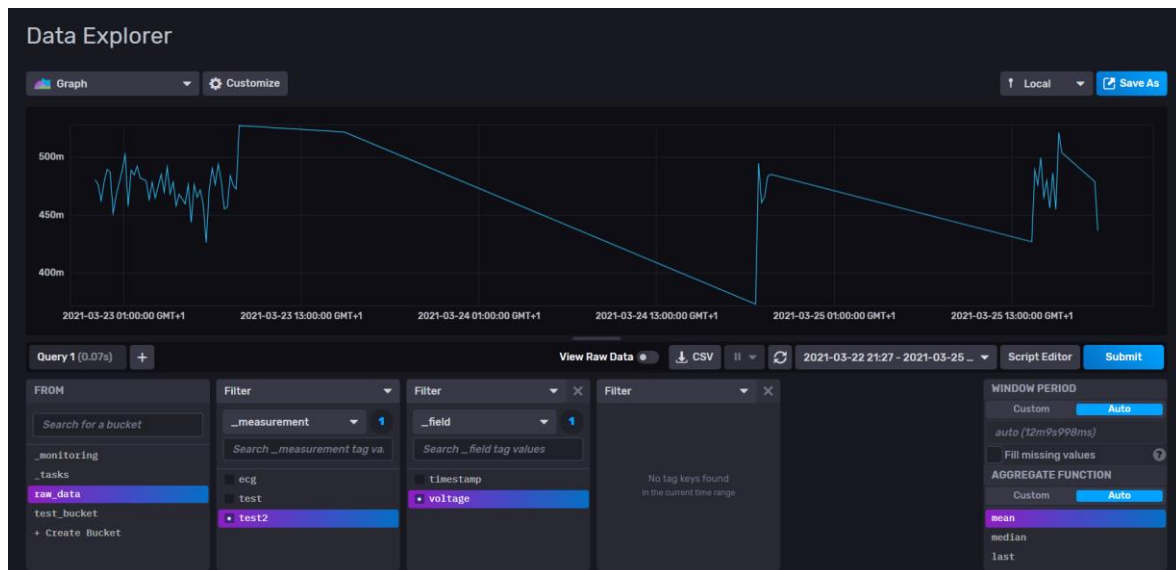 Data Explorer
Graph
Customize
Local
Save As
500m
450m
400m
2021-03-23 01:00:00 GMT+1
2021-03-23 13:00:00 GMT+1
2021-03-24 01:00:00 GMT+1
2021-03-24 13:00:00 GMT+1
2021-03-25 01:00:00 GMT+1
2021-03-25 13:00:00 GMT+1
Query 1 (0.07s)
+
View Raw Data
CSV
2021-03-22 21:27 - 2021-03-25 ...
Script Editor
Submit
FROM
Search for a bucket
_monitoring
_tasks
raw_data
test_bucket
+ Create Bucket
Filter
_measurement
1
Search _measurement tag va
ecg
test
test2
Filter
_field
1
Search _field tag values
timestamp
voltage
Filter
No tag keys found
in the current time range
WINDOW PERIOD
Custom
Auto
auto (12m9s998ms)
Fill missing values
?
AGGREGATE FUNCTION
Custom
Auto
mean
median
last